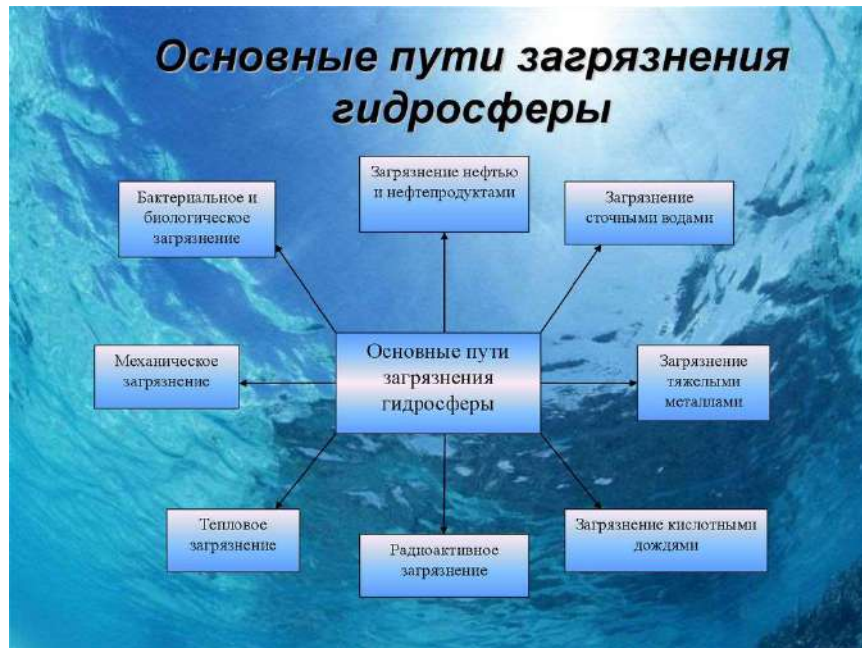 Основные пути загрязнения
гидросферы
Загрязнение нефтью
и нефтепродуктами
Бактериальное и
биологическое
загрязнение
Загрязнение
сточными водами
Основные пути
загрязнения
гидросферы
Механическое
загрязнение
Загрязнение
тяжелыми
металлами
Тепловое
загрязнение
Радиоактивное
загрязнение
Загрязнение кислотными
дождями